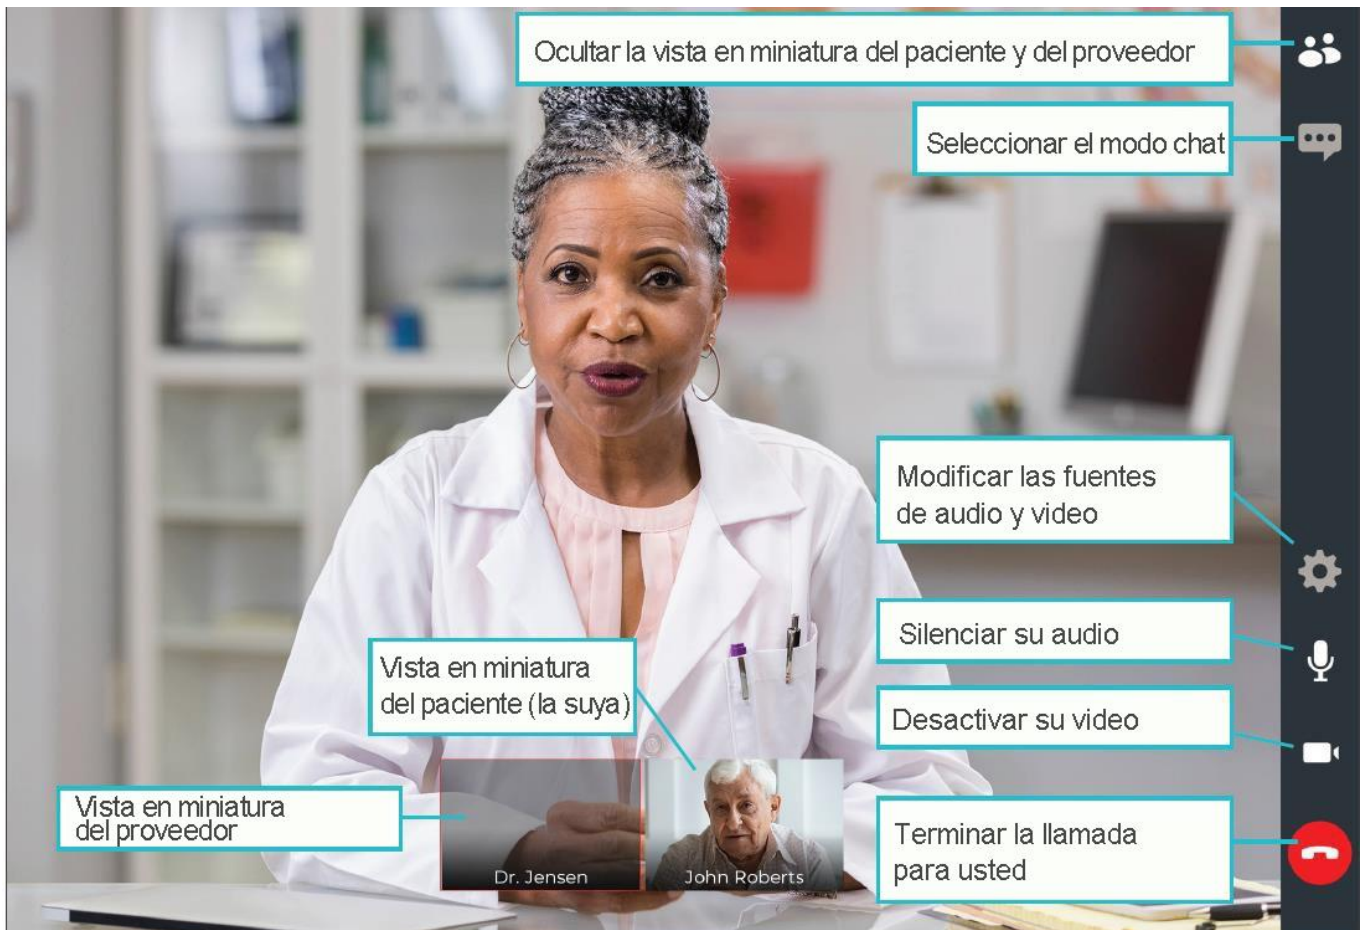 Ocultar la vista en miniatura del paciente y del proveedor
Seleccionar el modo chat
Modificar las fuentes
de audio y video
Silenciar su audio
Vista en miniatura
del paciente (la suya)
Desactivar su video
Vista en miniatura
del proveedor
Terminar la llamada
para usted
Dr. Jensen
John Roberts